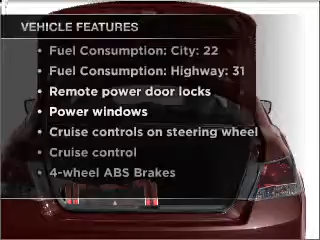 VEHICLE FEATURES
• Fuel Consumption: City: 22
• Fuel Consumption: Highway: 31
• Remote power door locks
• Power windows
• Cruise controls on steering wheel
• Cruise control
• 4-wheel ABS Brakes